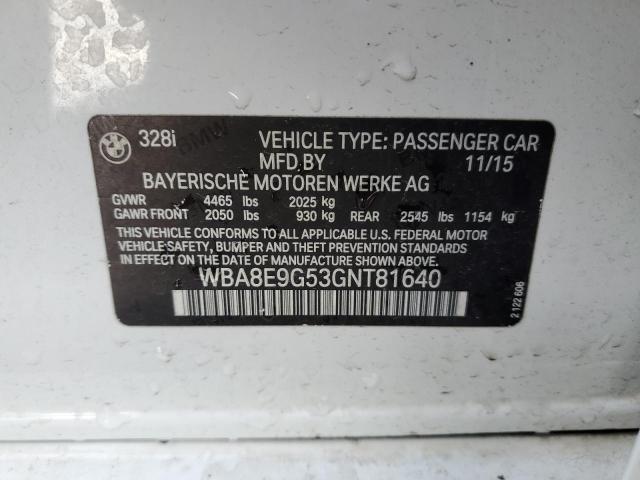 328i VEHICLE TYPE: PASSENGER CAR
MFD BY 11/15
BAYERISCHE MOTOREN WERKE AG
GVWR 4465 lbs 2025 kg
GAWR FRONT 2050 lbs 930 kg REAR 2545 lbs 1154 kg
THIS VEHICLE CONFORMS TO ALL APPLICABLE U.S. FEDERAL MOTOR
VEHICLE SAFETY, BUMPER AND THEFT PREVENTION STANDARDS
IN EFFECT ON THE DATE OF MANUFACTURE SHOWN ABOVE.
WBA8E9G53GNT81640
2 122 606